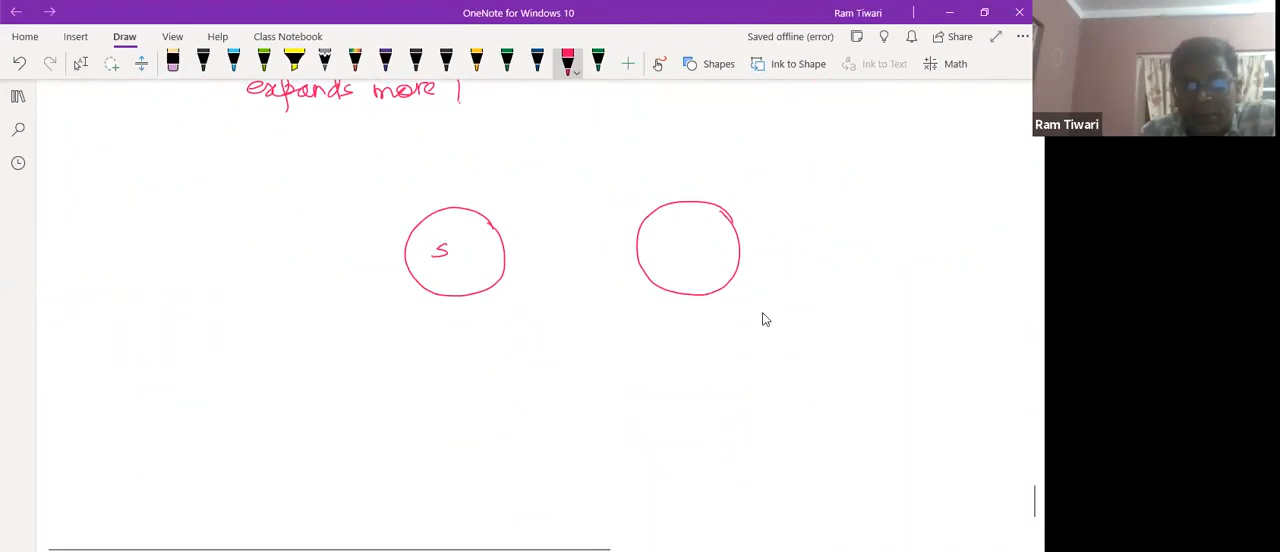 OneNote for Windows 10
Ram Tiwari
Home Insert Draw View Help Class Notebook Saved offline (error) Share
Shapes Ink to Shape Ink to Text Math
Ram Tiwari
expands more !
S